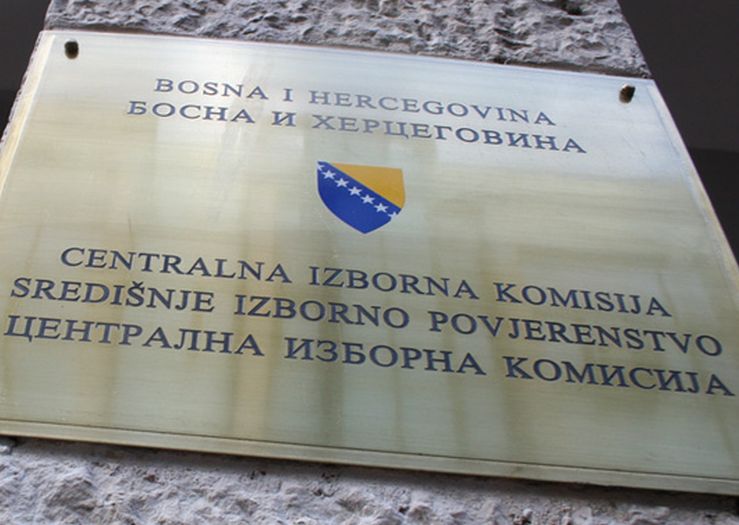 BOSNA I HERCEGOVINA
БОСНА И ХЕРЦЕГОВИНА
CENTRALNA IZBORNA KOMISIJA
SREDIŠNJE IZBORNO POVJERENSTVO
ЦЕНТРАЛНА ИЗБОРНА КОМИСИЈА